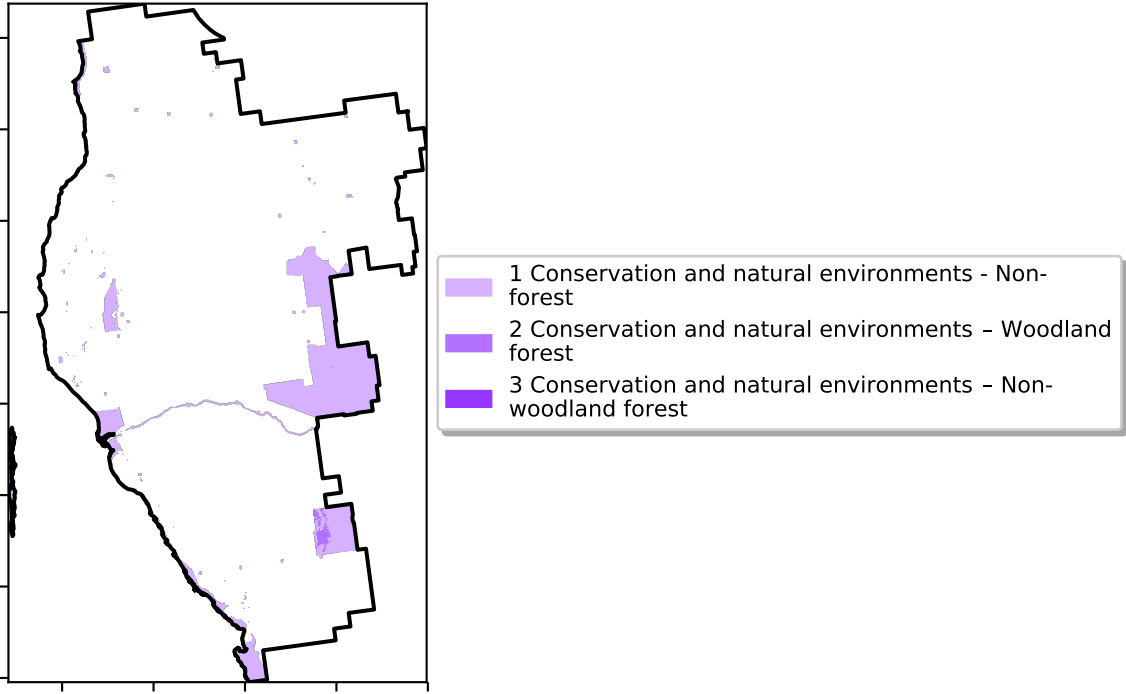 1 Conservation and natural environments - Non-
forest
2 Conservation and natural environments – Woodland
forest
3 Conservation and natural environments – Non-
woodland forest